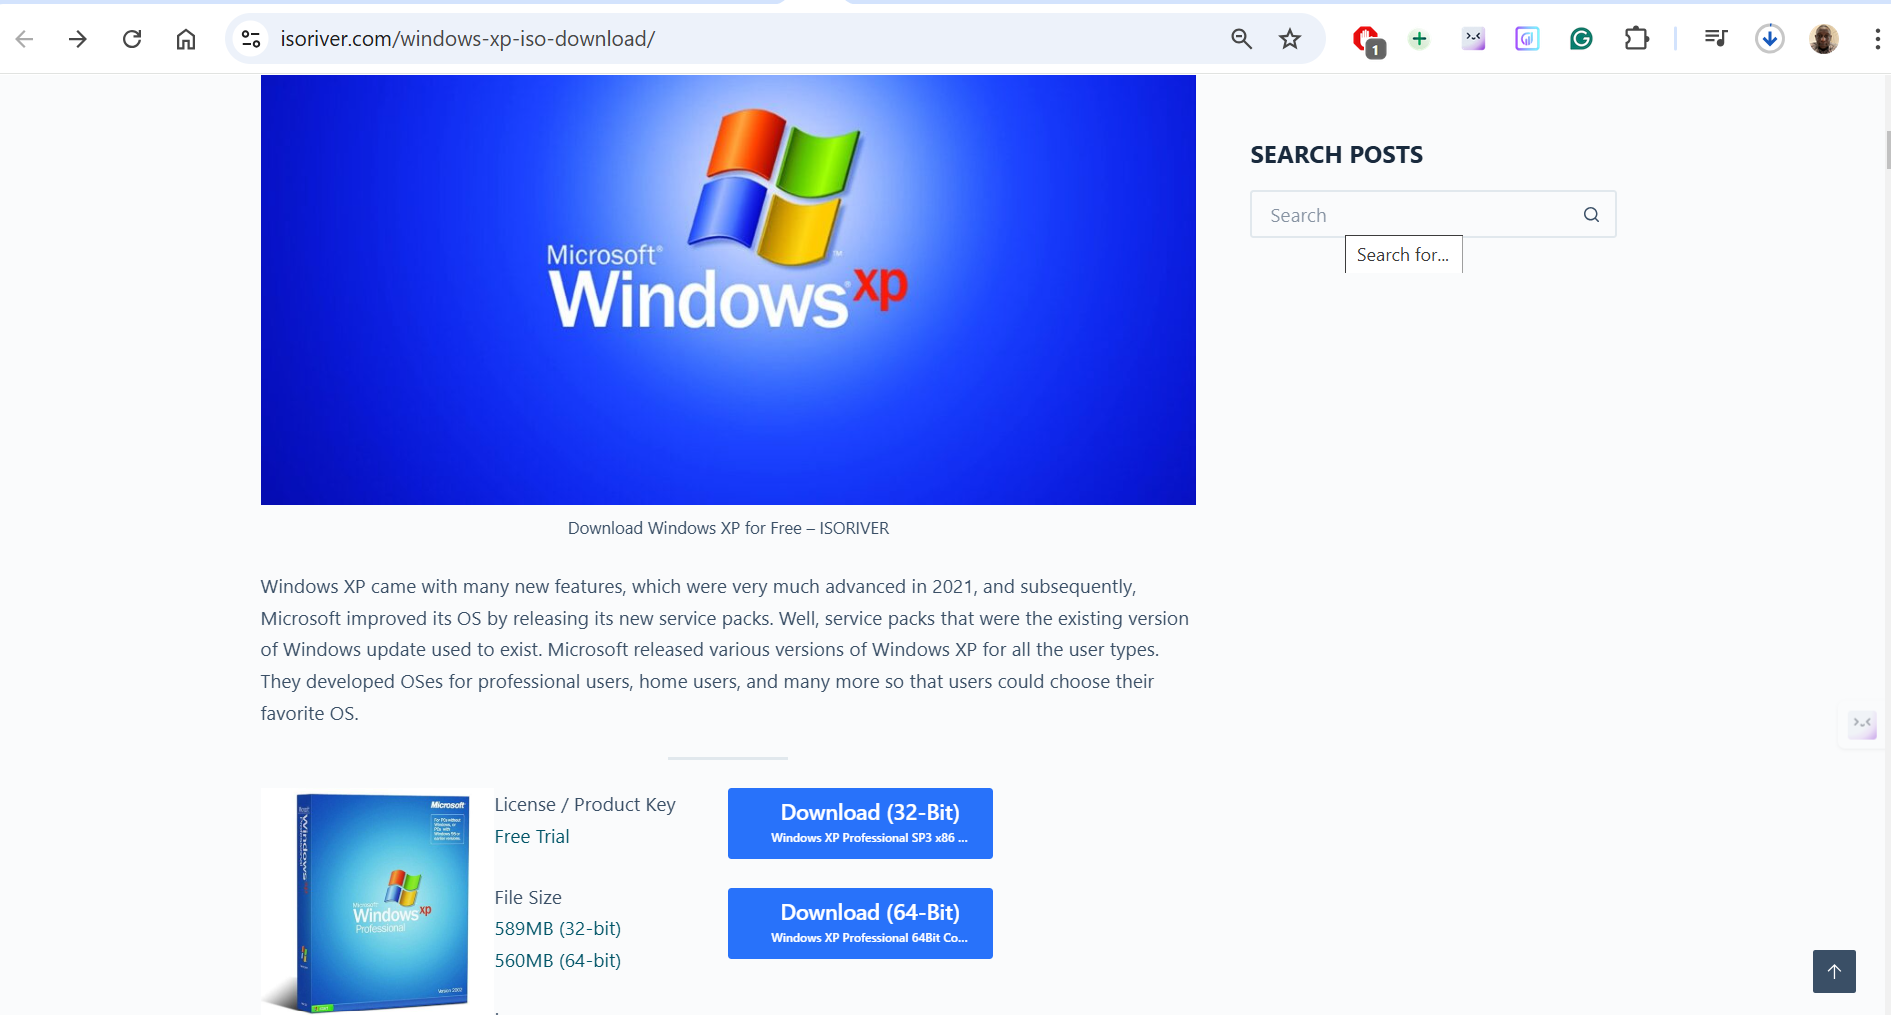 isoriver.com/windows-xp-iso-download/
1
Microsoft®
Windows® xp
™
SEARCH POSTS
Search
Search for...
Download Windows XP for Free – ISORIVER
Windows XP came with many new features, which were very much advanced in 2021, and subsequently,
Microsoft improved its OS by releasing its new service packs. Well, service packs that were the existing version
of Windows update used to exist. Microsoft released various versions of Windows XP for all the user types.
They developed OSes for professional users, home users, and many more so that users could choose their
favorite OS.
Microsoft
Windows xp
Microsoft
Windows xp
Professional
Version 2002
License / Product Key
Free Trial
File Size
589MB (32-bit)
560MB (64-bit)
Download (32-Bit)
Windows XP Professional SP3 x86 ...
Download (64-Bit)
Windows XP Professional 64Bit Co...